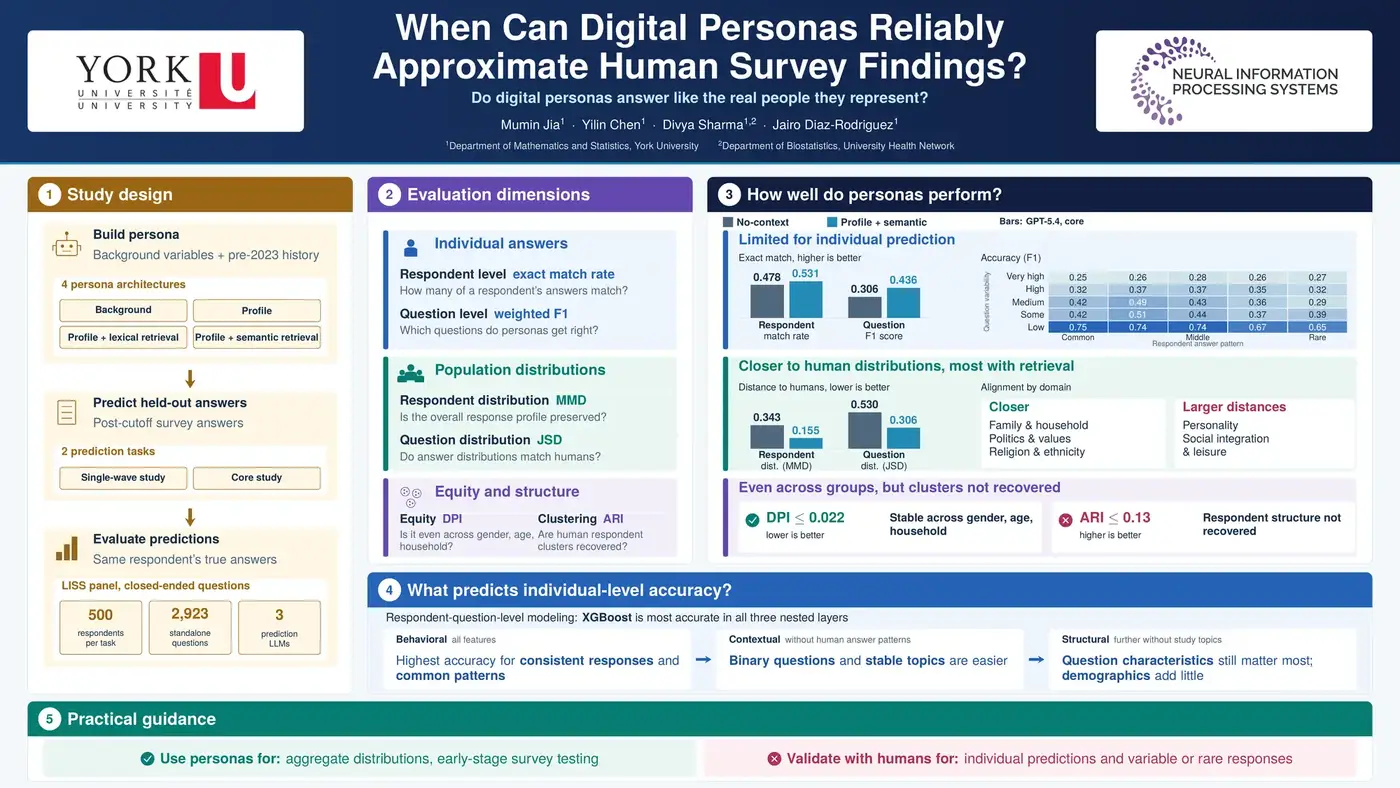 YORK
UNIVERSITÉ
UNIVERSITY
U
When Can Digital Personas Reliably
Approximate Human Survey Findings?
Do digital personas answer like the real people they represent?
Mumin Jia1 · Yilin Chen1 · Divya Sharma1,2 · Jairo Diaz-Rodriguez1
1Department of Mathematics and Statistics, York University 2Department of Biostatistics, University Health Network
NEURAL INFORMATION
PROCESSING SYSTEMS
1 Study design
Build persona
Background variables + pre-2023 history
4 persona architectures
Background Profile
Profile + lexical retrieval Profile + semantic retrieval
Predict held-out answers
Post-cutoff survey answers
2 prediction tasks
Single-wave study Core study
Evaluate predictions
Same respondent's true answers
LISS panel, closed-ended questions
500 2,923 3
respondents standalone prediction
per task questions LLMs
2 Evaluation dimensions
Individual answers
Respondent level exact match rate
How many of a respondent's answers match?
Question level weighted F1
Which questions do personas get right?
Population distributions
Respondent distribution MMD
Is the overall response profile preserved?
Question distribution JSD
Do answer distributions match humans?
Equity and structure
Equity DPI Clustering ARI
Is it even across gender, age, Are human respondent
household? clusters recovered?
3 How well do personas perform?
No-context Profile + semantic Bars: GPT-5.4, core
Limited for individual prediction
Exact match, higher is better
0.478 0.531
0.306 0.436
Respondent Question
match rate F1 score
Accuracy (F1)
Question variability
Very high 0.25 0.26 0.28 0.26 0.27
High 0.32 0.37 0.37 0.35 0.32
Medium 0.42 0.49 0.43 0.36 0.29
Some 0.42 0.51 0.44 0.37 0.39
Low 0.75 0.74 0.74 0.67 0.65
Common Middle Rare
Respondent answer pattern
Closer to human distributions, most with retrieval
Distance to humans, lower is better
0.343 0.155
0.530 0.306
Respondent Question
dist. (MMD) dist. (JSD)
Alignment by domain
Closer
Family & household
Politics & values
Religion & ethnicity
Larger distances
Personality
Social integration
& leisure
Even across groups, but clusters not recovered
DPI ≤ 0.022
lower is better
Stable across gender, age,
household
ARI ≤ 0.13
higher is better
Respondent structure not
recovered
4 What predicts individual-level accuracy?
Respondent-question-level modeling: XGBoost is most accurate in all three nested layers
Behavioral all features
Highest accuracy for consistent responses and
common patterns
Contextual without human answer patterns
Binary questions and stable topics are easier
Structural further without study topics
Question characteristics still matter most;
demographics add little
5 Practical guidance
Use personas for: aggregate distributions, early-stage survey testing
Validate with humans for: individual predictions and variable or rare responses